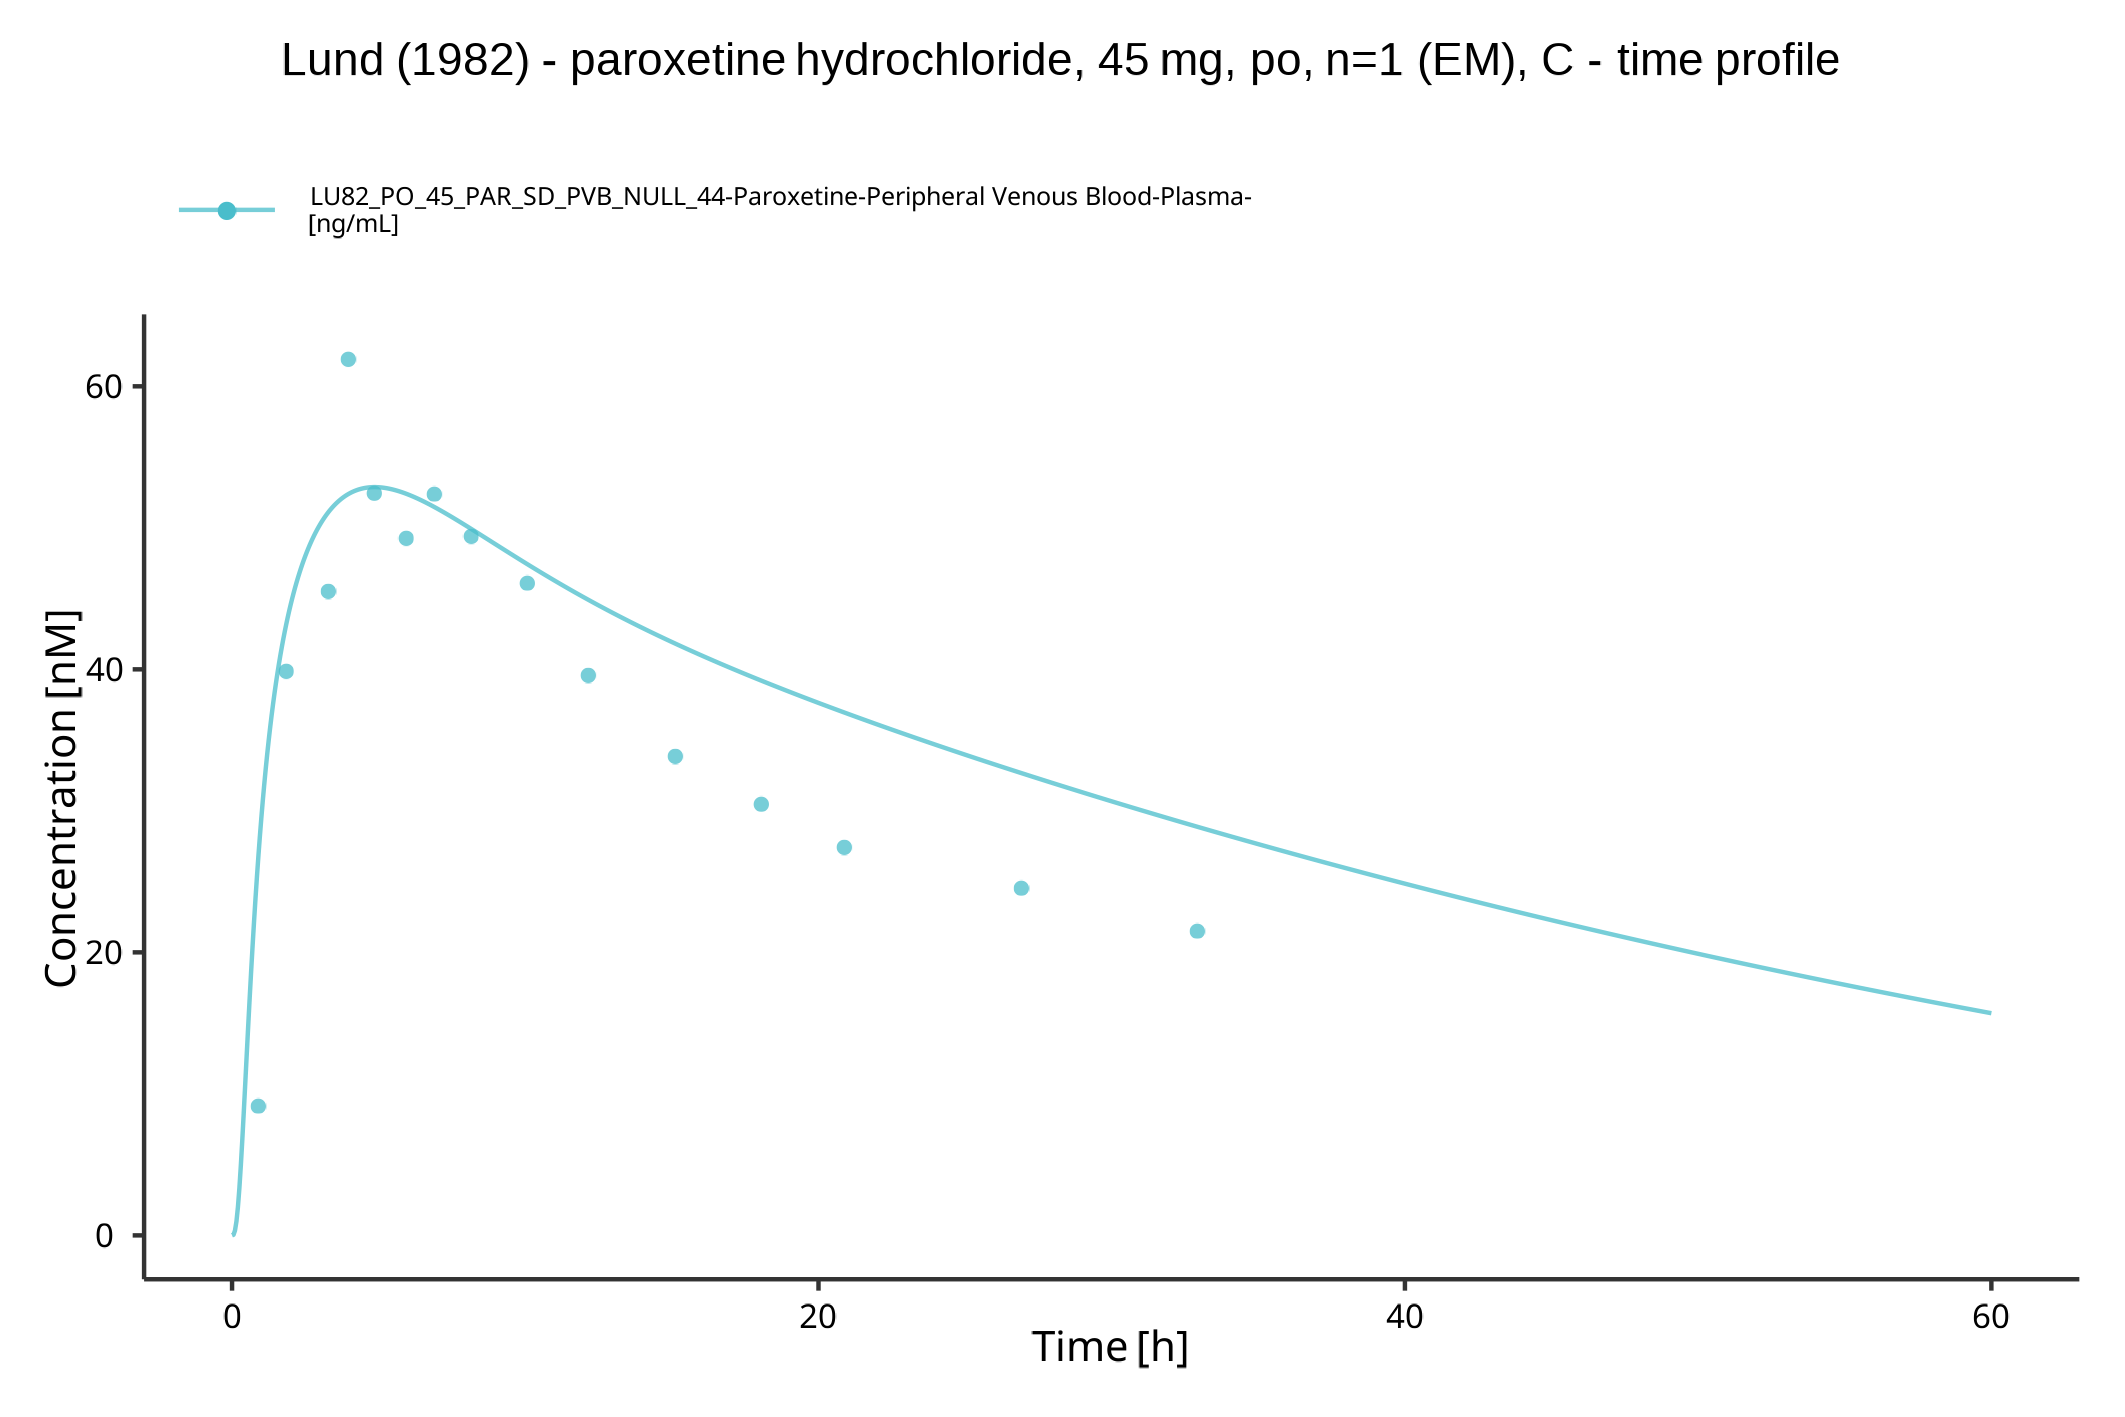 Lund (1982) - paroxetine hydrochloride, 45 mg, po, n=1 (EM), C - time profile
LU82_PO_45_PAR_SD_PVB_NULL_44-Paroxetine-Peripheral Venous Blood-Plasma-
[ng/mL]
60
40
20
0
Concentration [nM]
0 20 40 60
Time [h]